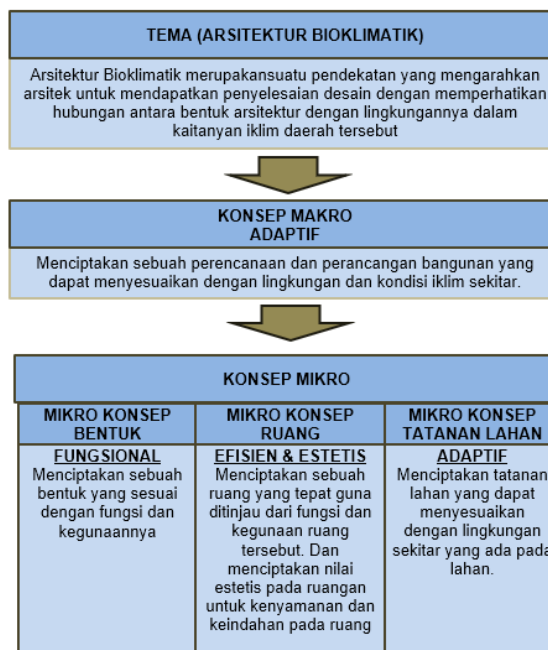 TEMA (ARSITEKTUR BIOKLIMATIK)
Arsitektur Bioklimatik merupakansuatu pendekatan yang mengarahkan
arsitek untuk mendapatkan penyelesaian desain dengan memperhatikan
hubungan antara bentuk arsitektur dengan lingkungannya dalam
kaitanyan iklim daerah tersebut
KONSEP MAKRO
ADAPTIF
Menciptakan sebuah perencanaan dan perancangan bangunan yang
dapat menyesuaikan dengan lingkungan dan kondisi iklim sekitar.
KONSEP MIKRO
MIKRO KONSEP
BENTUK
FUNGSIONAL
Menciptakan sebuah
bentuk yang sesuai
dengan fungsi dan
kegunaannya
MIKRO KONSEP
RUANG
EFISIEN & ESTETIS
Menciptakan sebuah
ruang yang tepat guna
ditinjau dari fungsi dan
kegunaan ruang
tersebut. Dan
menciptakan nilai
estetis pada ruangan
untuk kenyamanan dan
keindahan pada ruang
MIKRO KONSEP
TATANAN LAHAN
ADAPTIF
Menciptakan tatanan
lahan yang dapat
menyesuaikan
dengan lingkungan
sekitar yang ada pada
lahan.